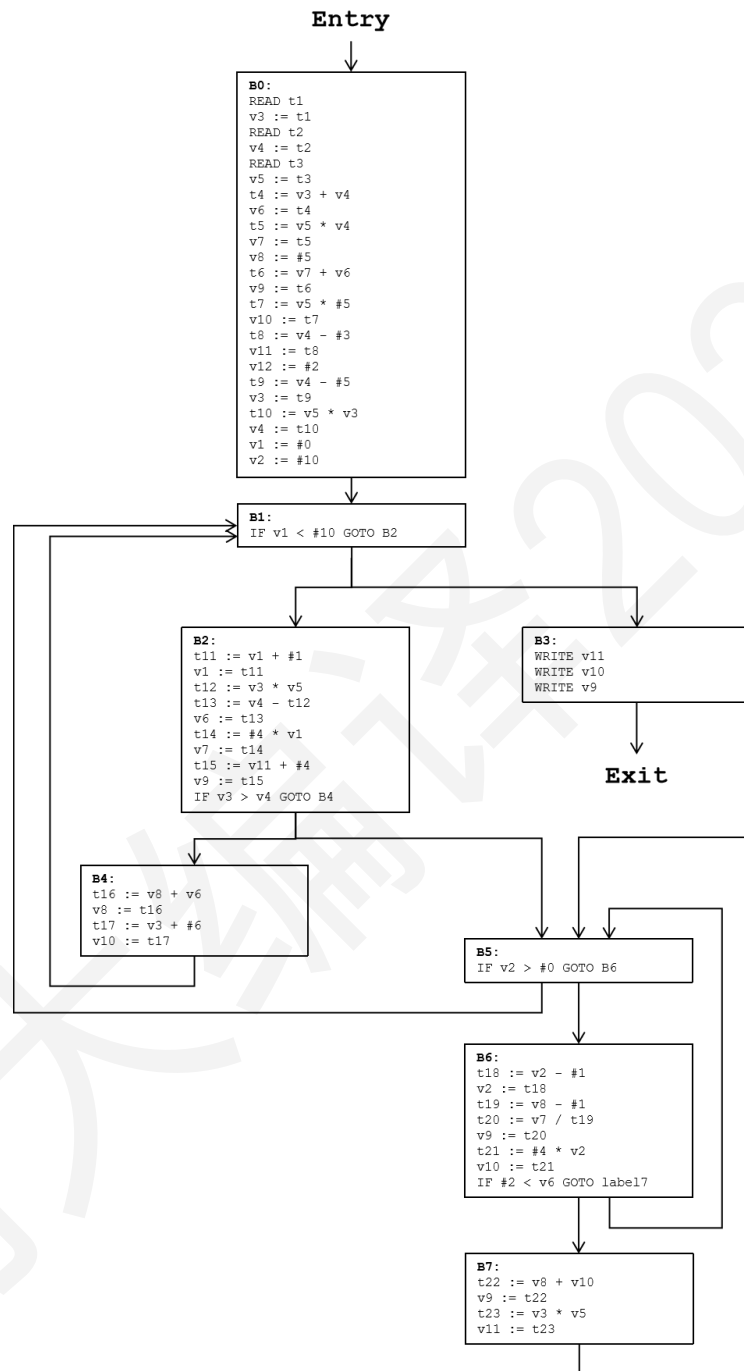 Entry
B0:
READ t1
v3 := t1
READ t2
v4 := t2
READ t3
v5 := t3
t4 := v3 + v4
v6 := t4
t5 := v5 * v4
v7 := t5
v8 := #5
t6 := v7 + v6
v9 := t6
t7 := v5 * #5
v10 := t7
t8 := v4 - #3
v11 := t8
v12 := #2
t9 := v4 - #5
v3 := t9
t10 := v5 * v3
v4 := t10
v1 := #0
v2 := #10
B1:
IF v1 < #10 GOTO B2
B2:
t11 := v1 + #1
v1 := t11
t12 := v3 * v5
t13 := v4 - t12
v6 := t13
t14 := #4 * v1
v7 := t14
t15 := v11 + #4
v9 := t15
IF v3 > v4 GOTO B4
B3:
WRITE v11
WRITE v10
WRITE v9
Exit
B4:
t16 := v8 + v6
v8 := t16
t17 := v3 + #6
v10 := t17
B5:
IF v2 > #0 GOTO B6
B6:
t18 := v2 - #1
v2 := t18
t19 := v8 - #1
t20 := v7 / t19
v9 := t20
t21 := #4 * v2
v10 := t21
IF #2 < v6 GOTO label7
B7:
t22 := v8 + v10
v9 := t22
t23 := v3 * v5
v11 := t23
大编译20